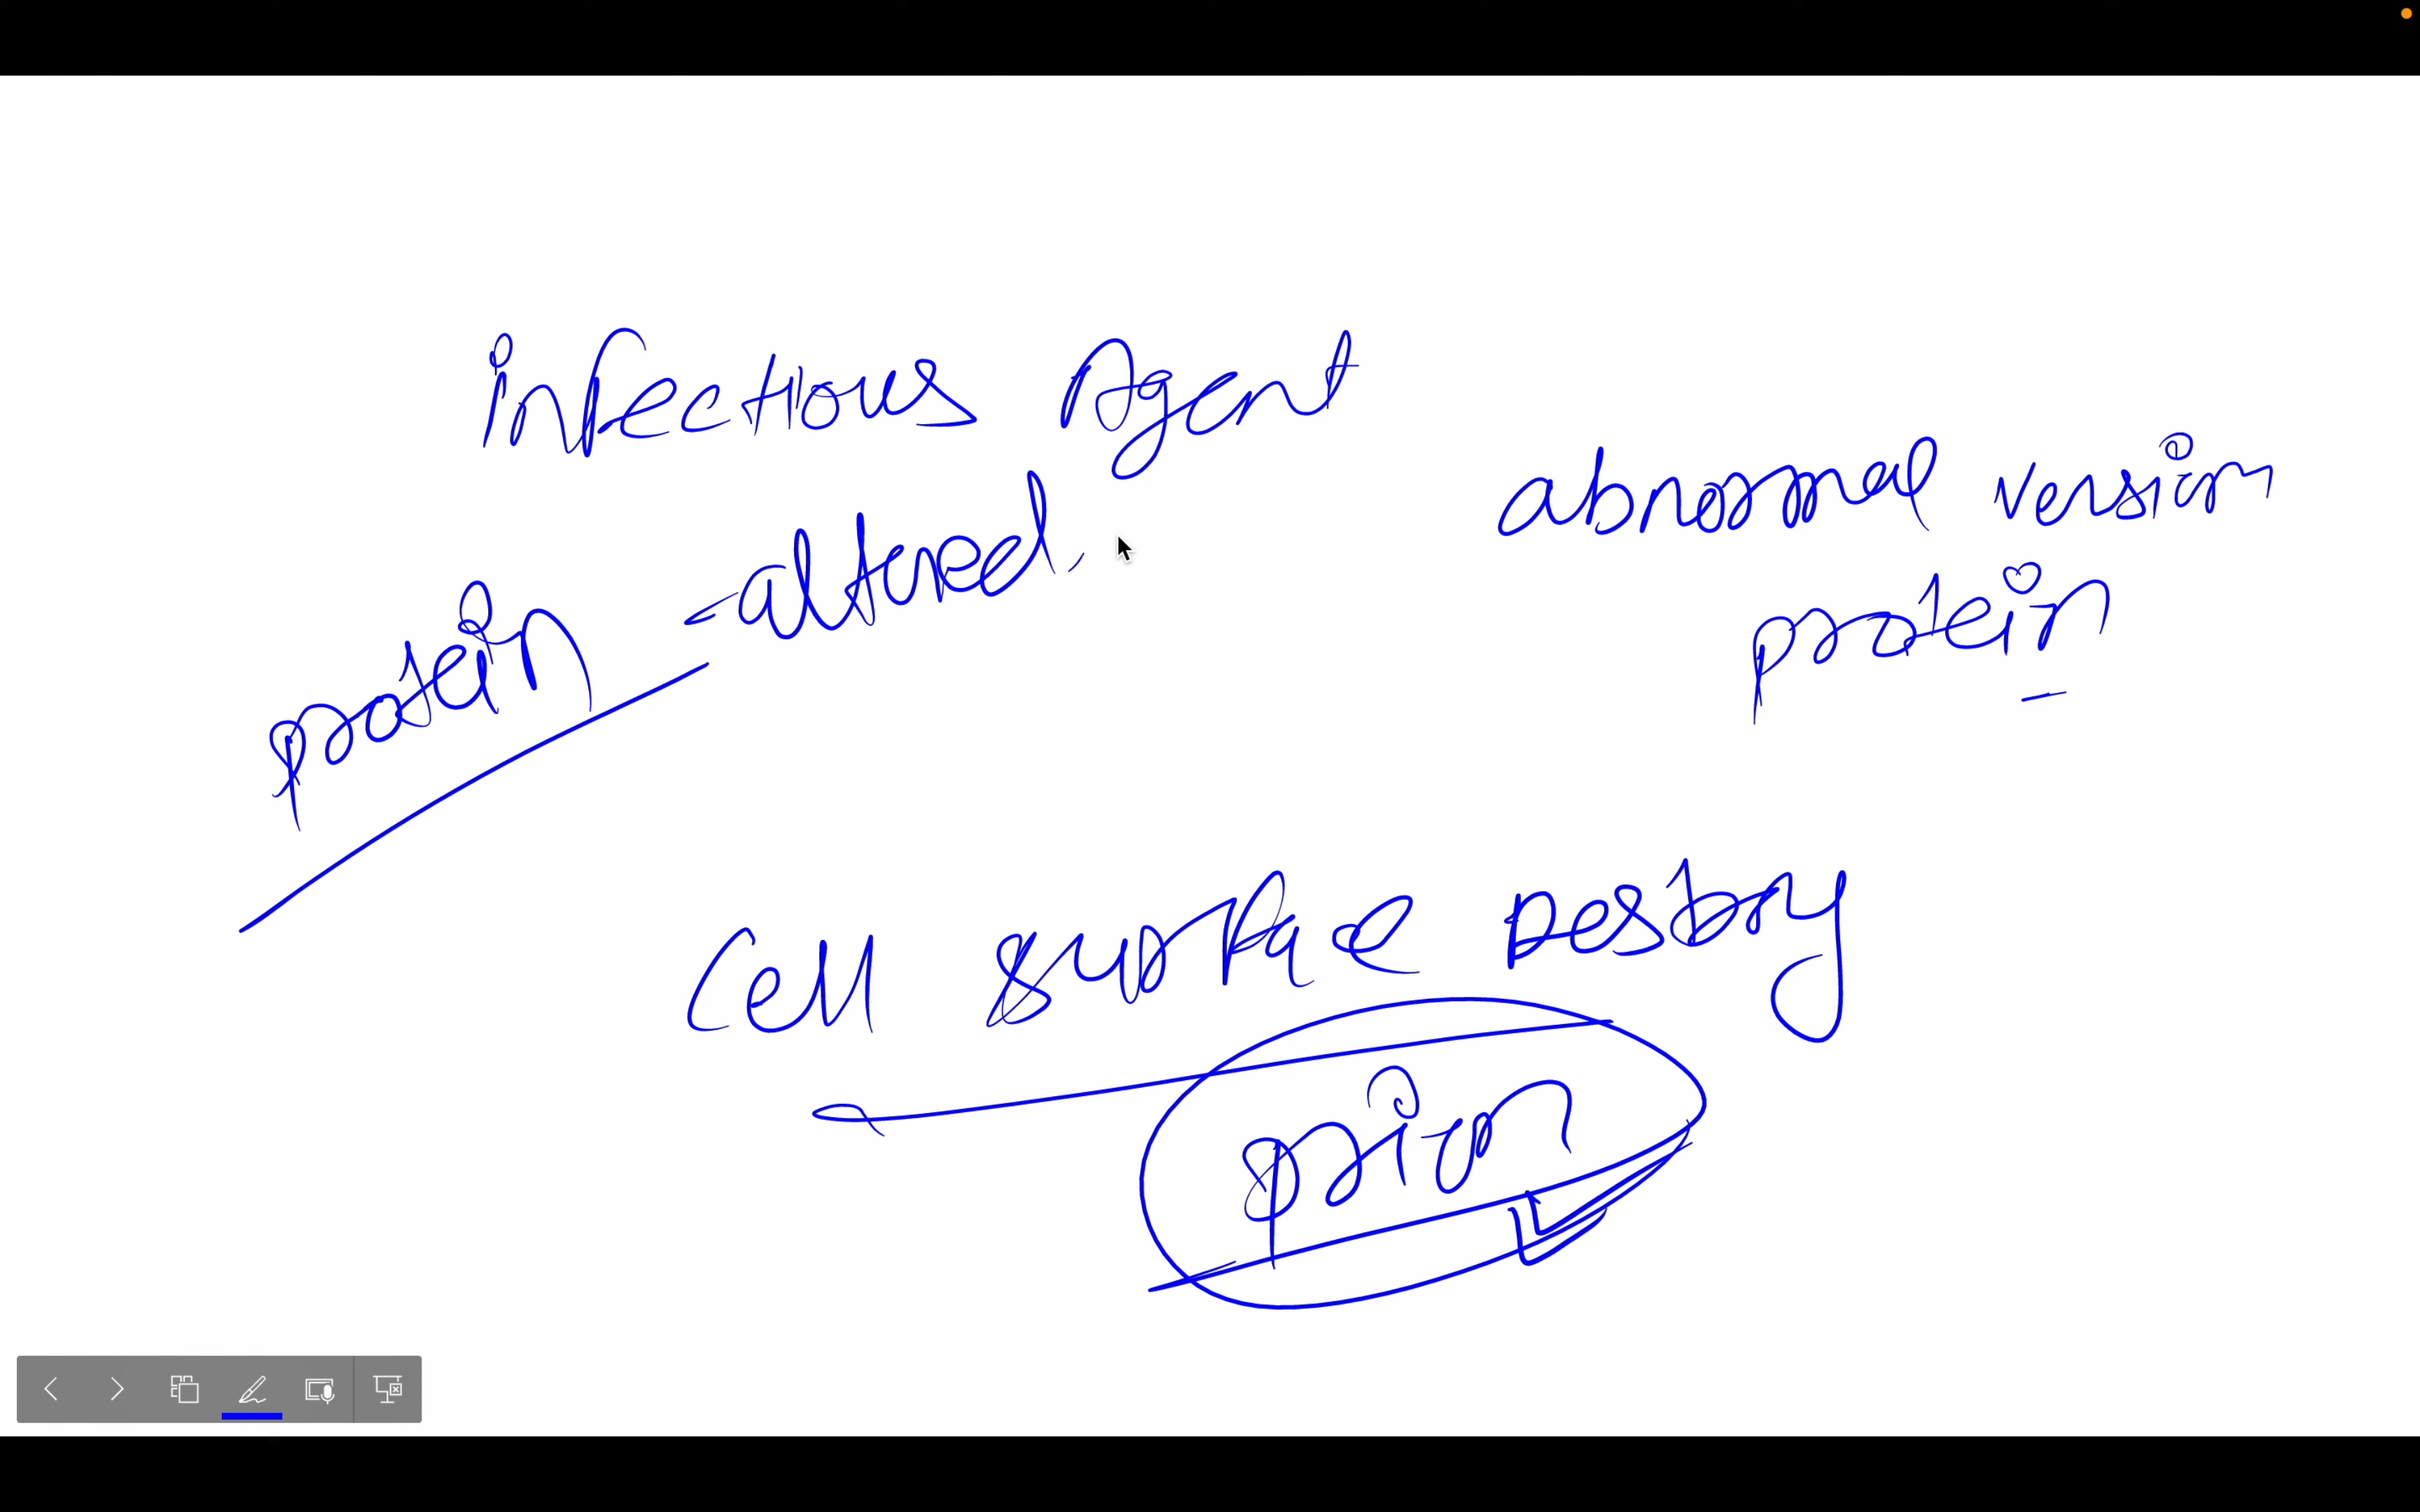 infectious Agent
abnormal version
protein = altered.
protein
Cell surface Destroy
prion